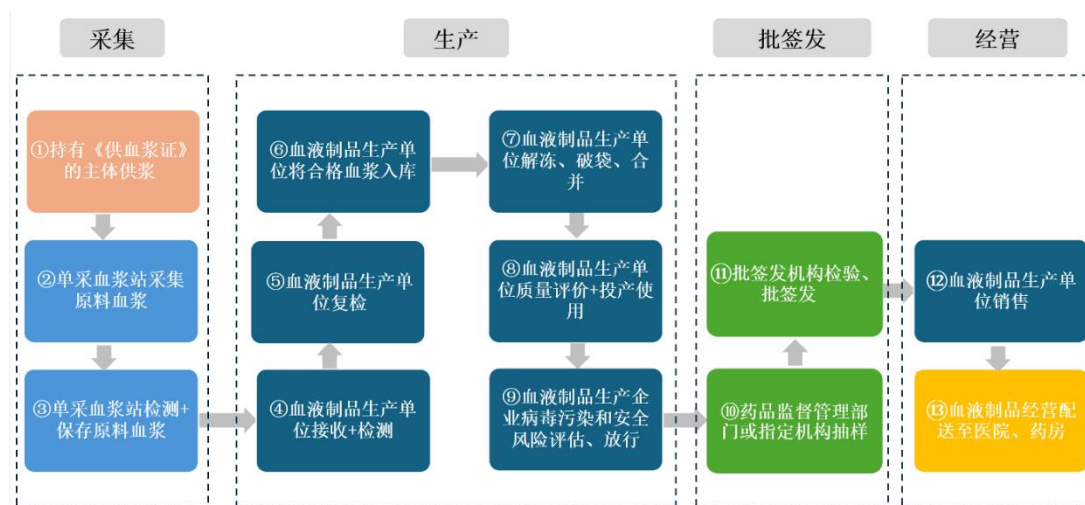 采集
生产
批签发
经营
①持有《供血浆证》
的主体供浆
②单采血浆站采集
原料血浆
③单采血浆站检测+
保存原料血浆
④血液制品生产单
位接收+检测
⑤血液制品生产单
位复检
⑥血液制品生产单
位将合格血浆入库
⑦血液制品生产单
位解冻、破袋、合
并
⑧血液制品生产单
位质量评价+投产使
用
⑨血液制品生产企
业病毒污染和安全
风险评估、放行
⑩药品监督管理部
门或指定机构抽样
⑪批签发机构检验、
批签发
⑫血液制品生产单
位销售
⑬血液制品经营配
送至医院、药房